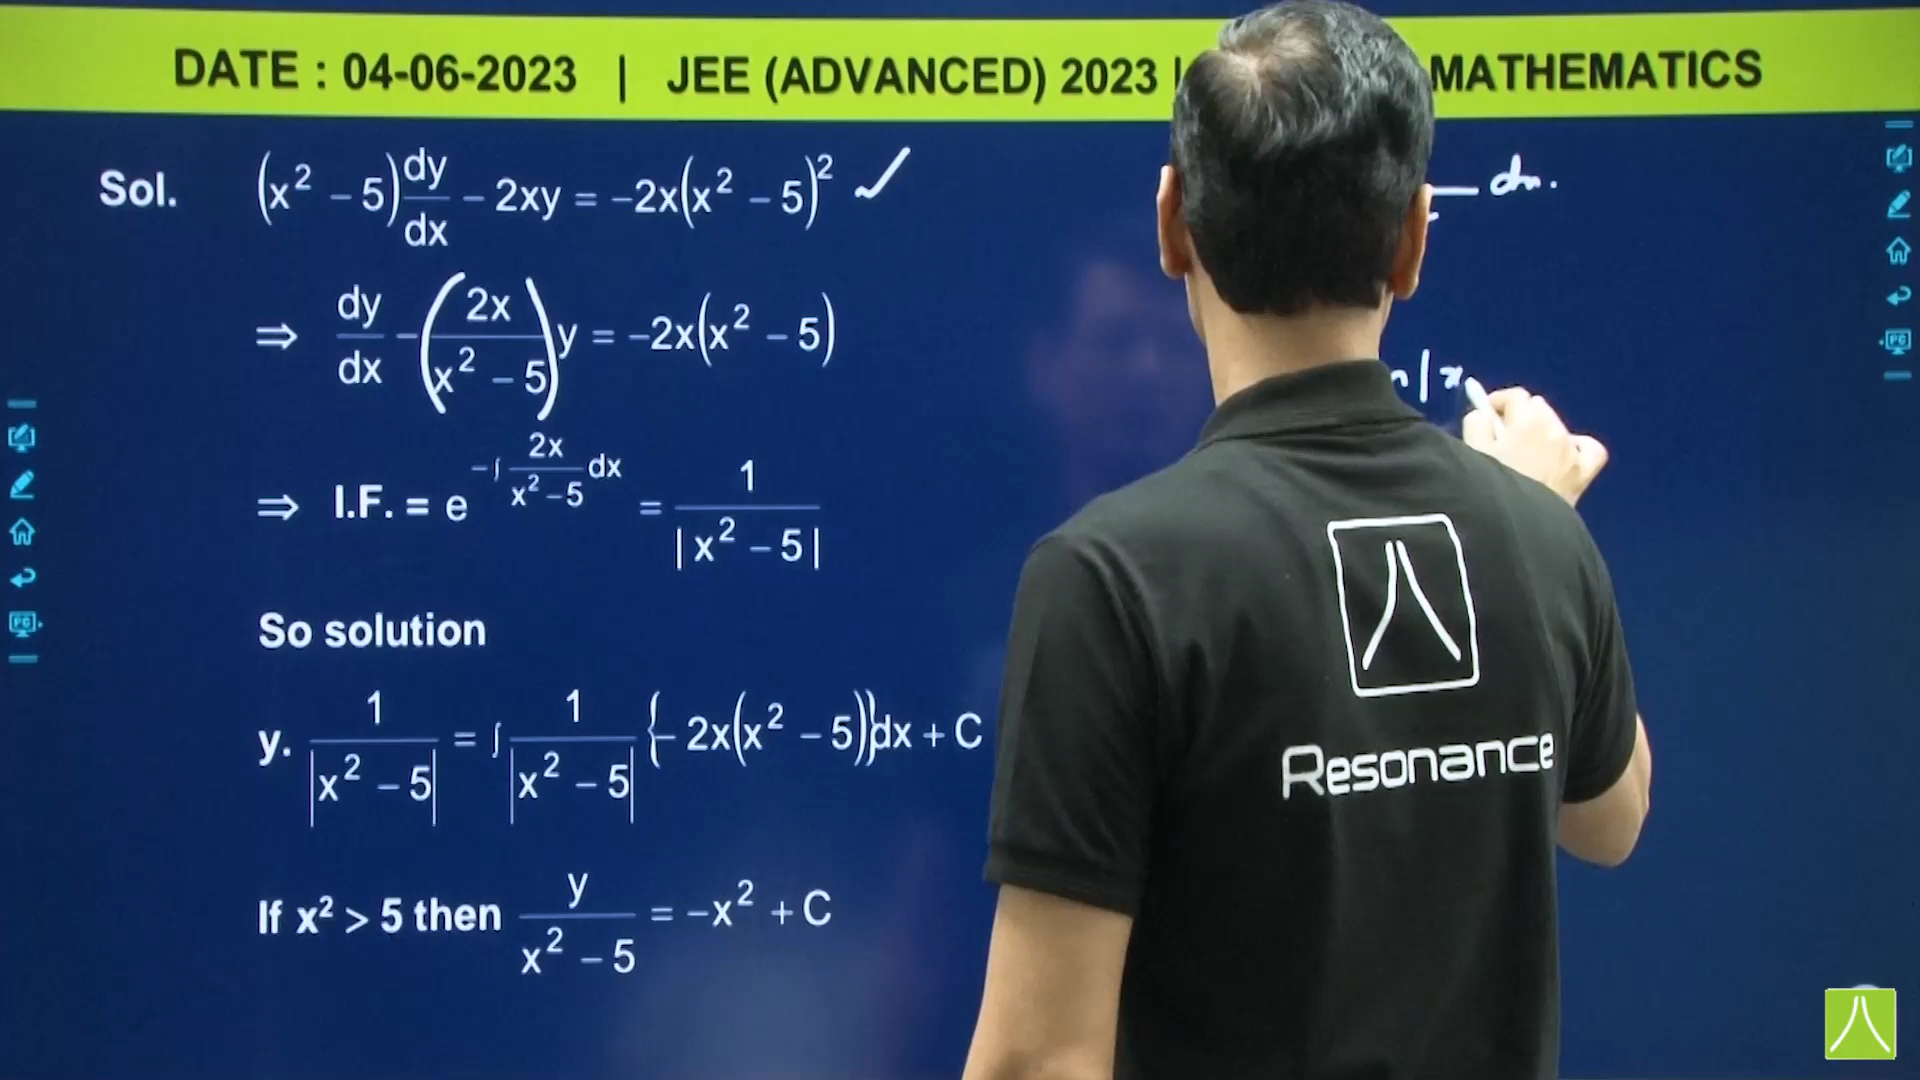 DATE : 04-06-2023 | JEE (ADVANCED) 2023 | MATHEMATICS
Sol. (x² – 5) dy/dx – 2xy = –2x(x² – 5)² ✓
dx.
⇒ dy/dx – (2x/(x² – 5))y = –2x(x² – 5)
|x
⇒ I.F. = e^(–∫ 2x/(x²–5) dx) = 1/|x² – 5|
So solution
y. 1/|x² – 5| = ∫ 1/|x² – 5| {– 2x(x² – 5)}dx + C
If x² > 5 then y/(x² – 5) = –x² + C
Resonance